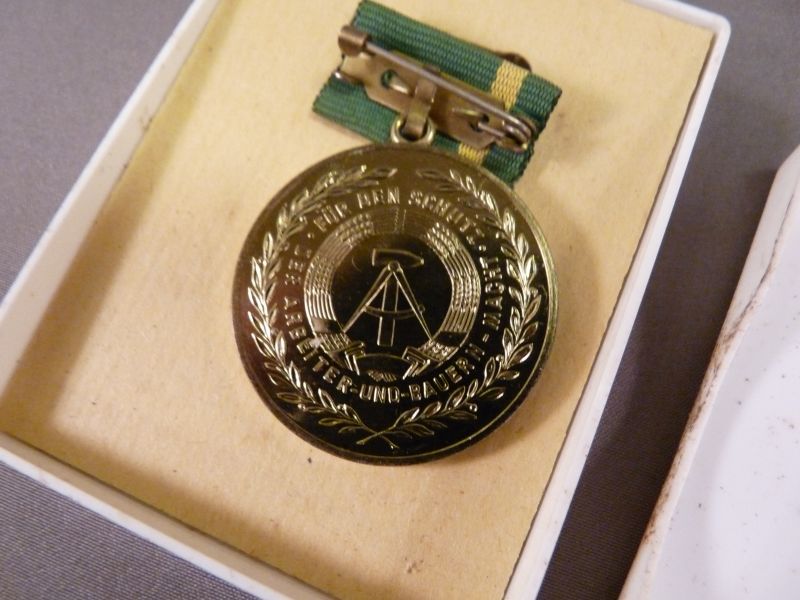 · FÜR DEN SCHUTZ ·
DER ARBEITER-UND-BAUERN-MACHT